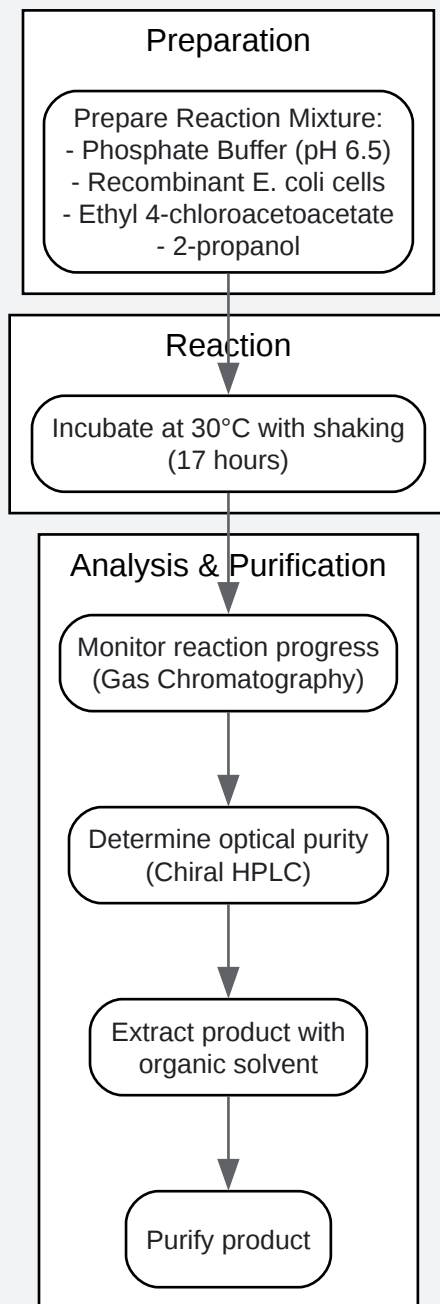 Preparation
Prepare Reaction Mixture:
- Phosphate Buffer (pH 6.5)
- Recombinant E. coli cells
- Ethyl 4-chloroacetoacetate
- 2-propanol
Reaction
Incubate at 30°C with shaking
(17 hours)
Analysis & Purification
Monitor reaction progress
(Gas Chromatography)
Determine optical purity
(Chiral HPLC)
Extract product with
organic solvent
Purify product